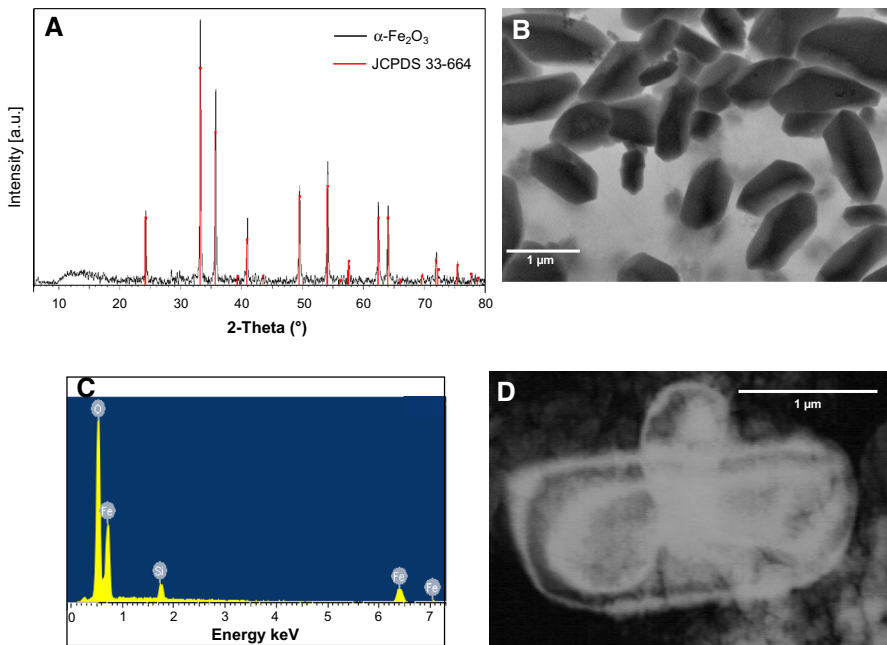 A
α-Fe₂O₃
JCPDS 33-664
Intensity [a.u.]
10 20 30 40 50 60 70 80
2-Theta (°)
B
1 µm
C
O
Fe
Si
Fe
Fe
0 1 2 3 4 5 6 7
Energy keV
D
1 µm